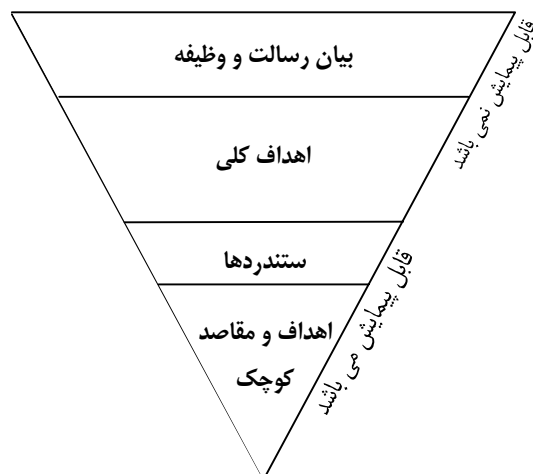 بیان رسالت و وظیفه
قابل پیمایش نمی باشد
اهداف کلی
ستندردها
قابل پیمایش می باشد
اهداف و مقاصد
کوچک